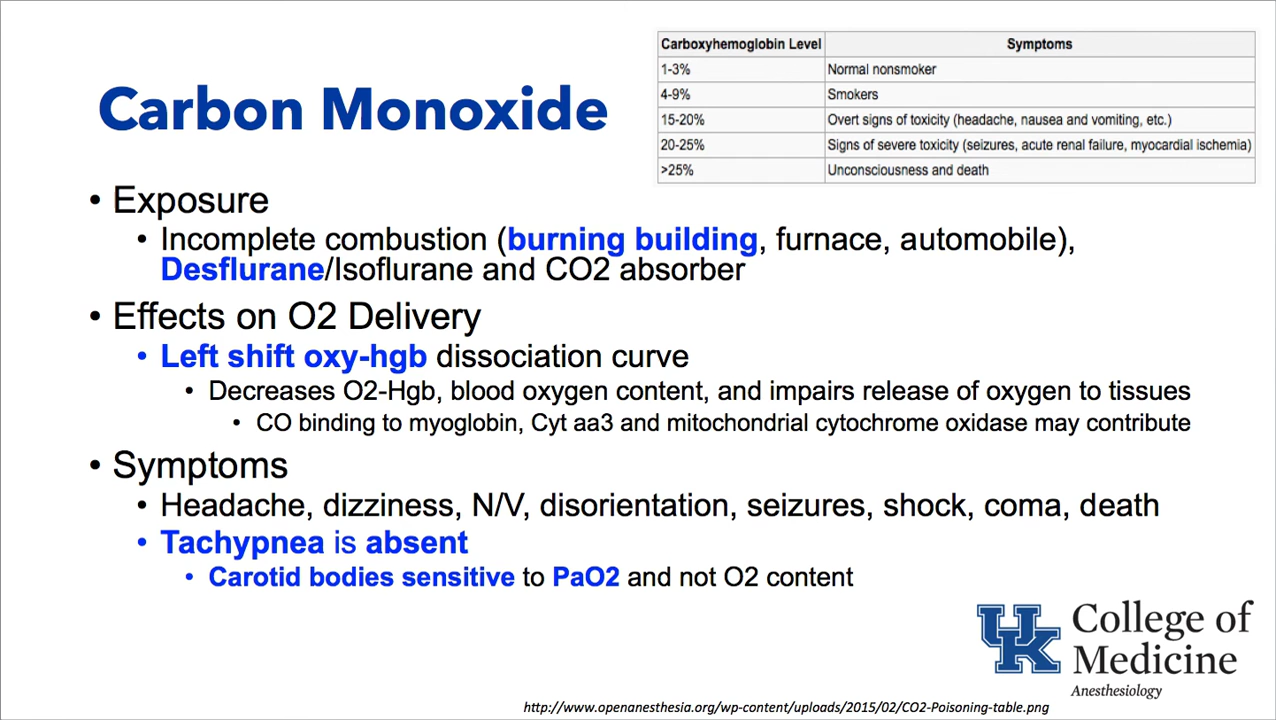 Carbon Monoxide
Carboxyhemoglobin Level Symptoms
1-3% Normal nonsmoker
4-9% Smokers
15-20% Overt signs of toxicity (headache, nausea and vomiting, etc.)
20-25% Signs of severe toxicity (seizures, acute renal failure, myocardial ischemia)
>25% Unconsciousness and death
• Exposure
• Incomplete combustion (burning building, furnace, automobile),
Desflurane/Isoflurane and CO2 absorber
• Effects on O2 Delivery
• Left shift oxy-hgb dissociation curve
• Decreases O2-Hgb, blood oxygen content, and impairs release of oxygen to tissues
• CO binding to myoglobin, Cyt aa3 and mitochondrial cytochrome oxidase may contribute
• Symptoms
• Headache, dizziness, N/V, disorientation, seizures, shock, coma, death
• Tachypnea is absent
• Carotid bodies sensitive to PaO2 and not O2 content
UK
College of
Medicine
Anesthesiology
http://www.openanesthesia.org/wp-content/uploads/2015/02/CO2-Poisoning-table.png